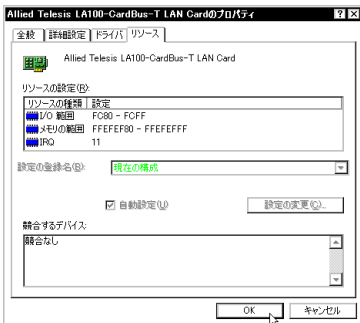 Allied Telesis LA100-CardBus-T LAN Cardのプロパティ
全般 詳細設定 ドライバ リソース
Allied Telesis LA100-CardBus-T LAN Card
リソースの設定(R):
リソースの種類 設定
I/O 範囲 FC80 - FCFF
メモリの範囲 FFEFEF80 - FFEFEFFF
IRQ 11
設定の登録名(B): 現在の構成
自動設定(U) 設定の変更(C)...
競合するデバイス:
競合なし
OK キャンセル